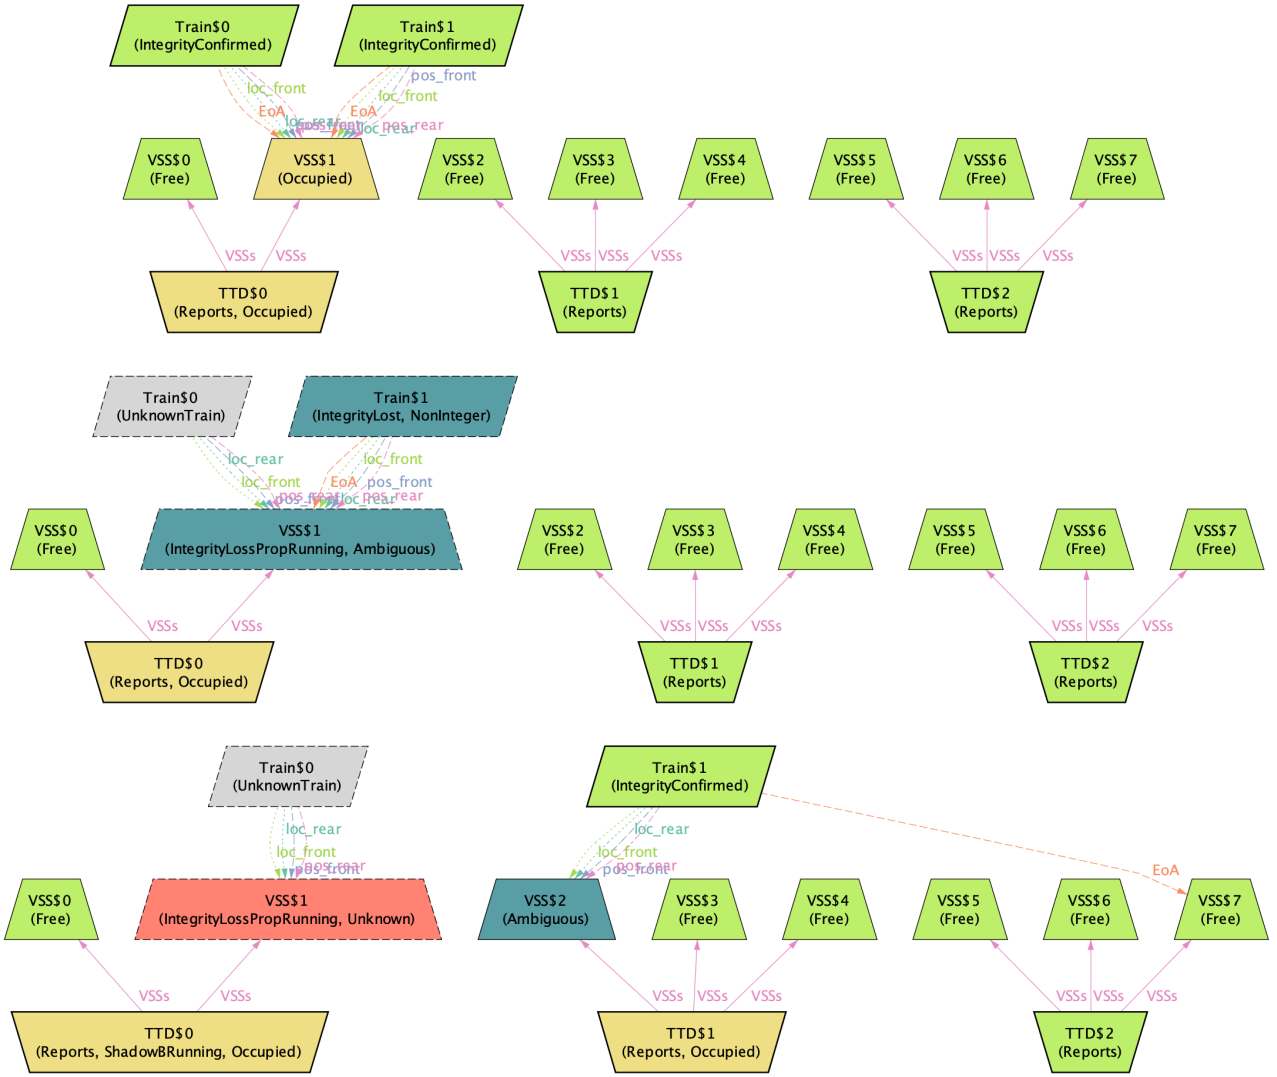 Train$0
(IntegrityConfirmed)
Train$1
(IntegrityConfirmed)
pos_front
loc_front
loc_front
EoA
EoA
loc_rear
pos_front
loc_rear
pos_rear
VSS$0
(Free)
VSS$1
(Occupied)
VSS$2
(Free)
VSS$3
(Free)
VSS$4
(Free)
VSS$5
(Free)
VSS$6
(Free)
VSS$7
(Free)
VSSs
VSSs
VSSs
VSSs
VSSs
VSSs
VSSs
VSSs
TTD$0
(Reports, Occupied)
TTD$1
(Reports)
TTD$2
(Reports)
Train$0
(UnknownTrain)
Train$1
(IntegrityLost, NonInteger)
loc_rear
loc_front
loc_front
EoA
pos_front
pos_rear
pos_rear
pos_front
loc_rear
VSS$0
(Free)
VSS$1
(IntegrityLossPropRunning, Ambiguous)
VSS$2
(Free)
VSS$3
(Free)
VSS$4
(Free)
VSS$5
(Free)
VSS$6
(Free)
VSS$7
(Free)
VSSs
VSSs
VSSs
VSSs
VSSs
VSSs
VSSs
VSSs
TTD$0
(Reports, Occupied)
TTD$1
(Reports)
TTD$2
(Reports)
Train$0
(UnknownTrain)
Train$1
(IntegrityConfirmed)
loc_rear
loc_rear
loc_front
loc_front
pos_rear
pos_front
pos_rear
pos_front
EoA
VSS$0
(Free)
VSS$1
(IntegrityLossPropRunning, Unknown)
VSS$2
(Ambiguous)
VSS$3
(Free)
VSS$4
(Free)
VSS$5
(Free)
VSS$6
(Free)
VSS$7
(Free)
VSSs
VSSs
VSSs
VSSs
VSSs
VSSs
VSSs
VSSs
TTD$0
(Reports, ShadowBRunning, Occupied)
TTD$1
(Reports, Occupied)
TTD$2
(Reports)